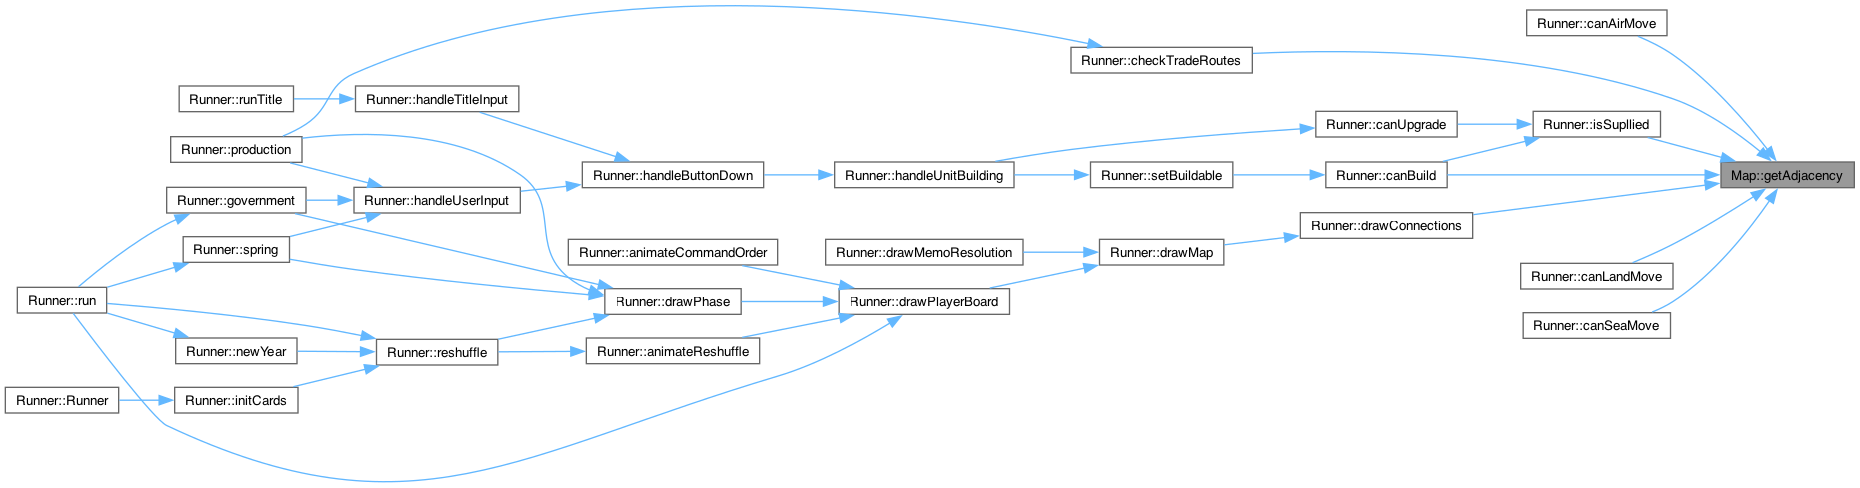 Runner::canAirMove
Runner::checkTradeRoutes
Runner::runTitle
Runner::handleTitleInput
Runner::canUpgrade
Runner::isSupllied
Runner::production
Runner::handleButtonDown
Runner::handleUnitBuilding
Runner::setBuildable
Runner::canBuild
Map::getAdjacency
Runner::government
Runner::handleUserInput
Runner::drawConnections
Runner::spring
Runner::animateCommandOrder
Runner::drawMemoResolution
Runner::drawMap
Runner::canLandMove
Runner::run
Runner::drawPhase
Runner::drawPlayerBoard
Runner::canSeaMove
Runner::newYear
Runner::reshuffle
Runner::animateReshuffle
Runner::Runner
Runner::initCards